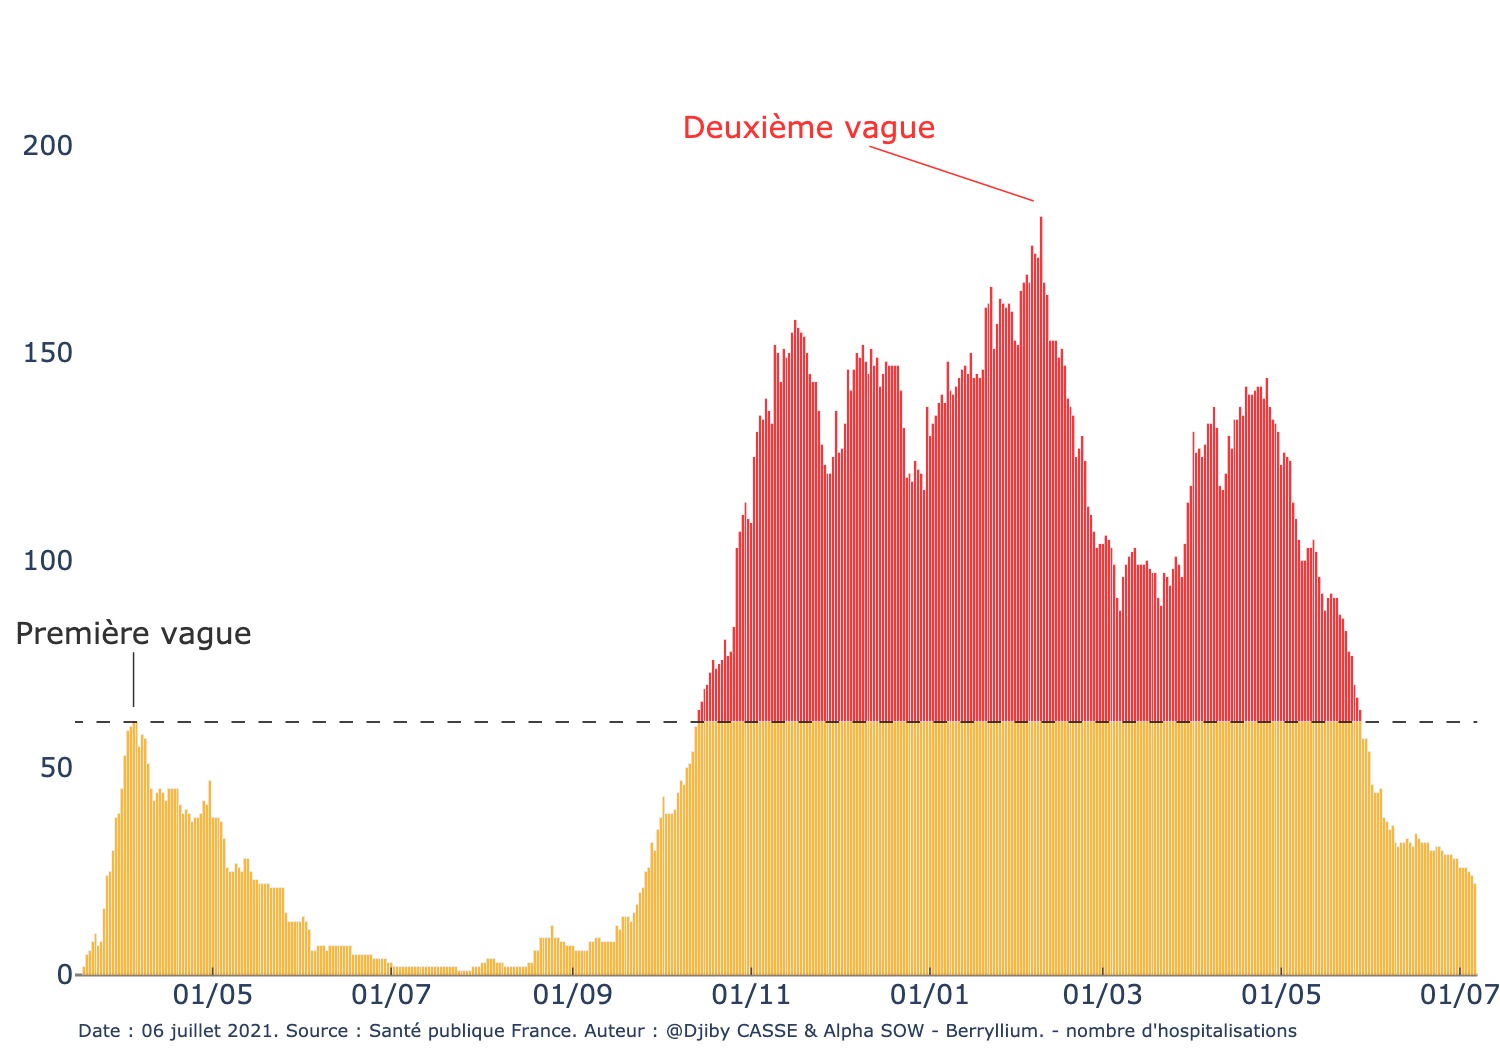 Deuxième vague
200
150
100
Première vague
50
0
01/05 01/07 01/09 01/11 01/01 01/03 01/05 01/07
Date : 06 juillet 2021. Source : Santé publique France. Auteur : @Djiby CASSE & Alpha SOW - Berryllium. - nombre d'hospitalisations